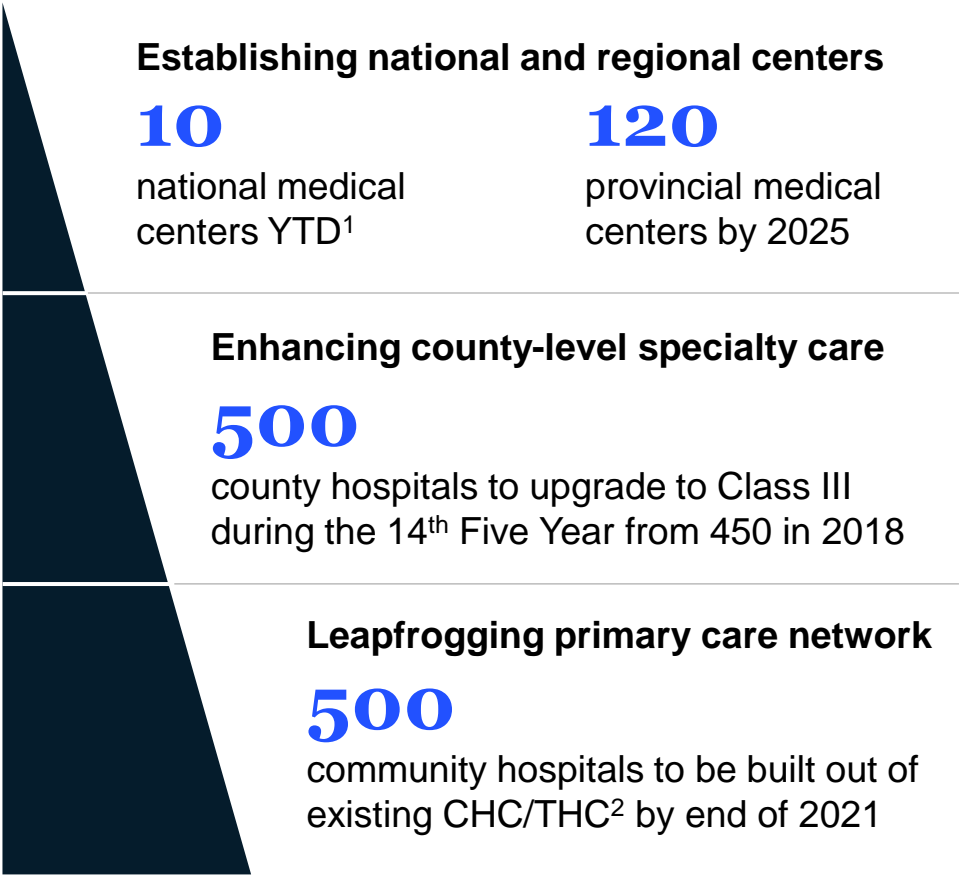 Establishing national and regional centers
10
national medical
centers YTD¹
120
provincial medical
centers by 2025
Enhancing county-level specialty care
500
county hospitals to upgrade to Class III
during the 14ᵗʰ Five Year from 450 in 2018
Leapfrogging primary care network
500
community hospitals to be built out of
existing CHC/THC² by end of 2021